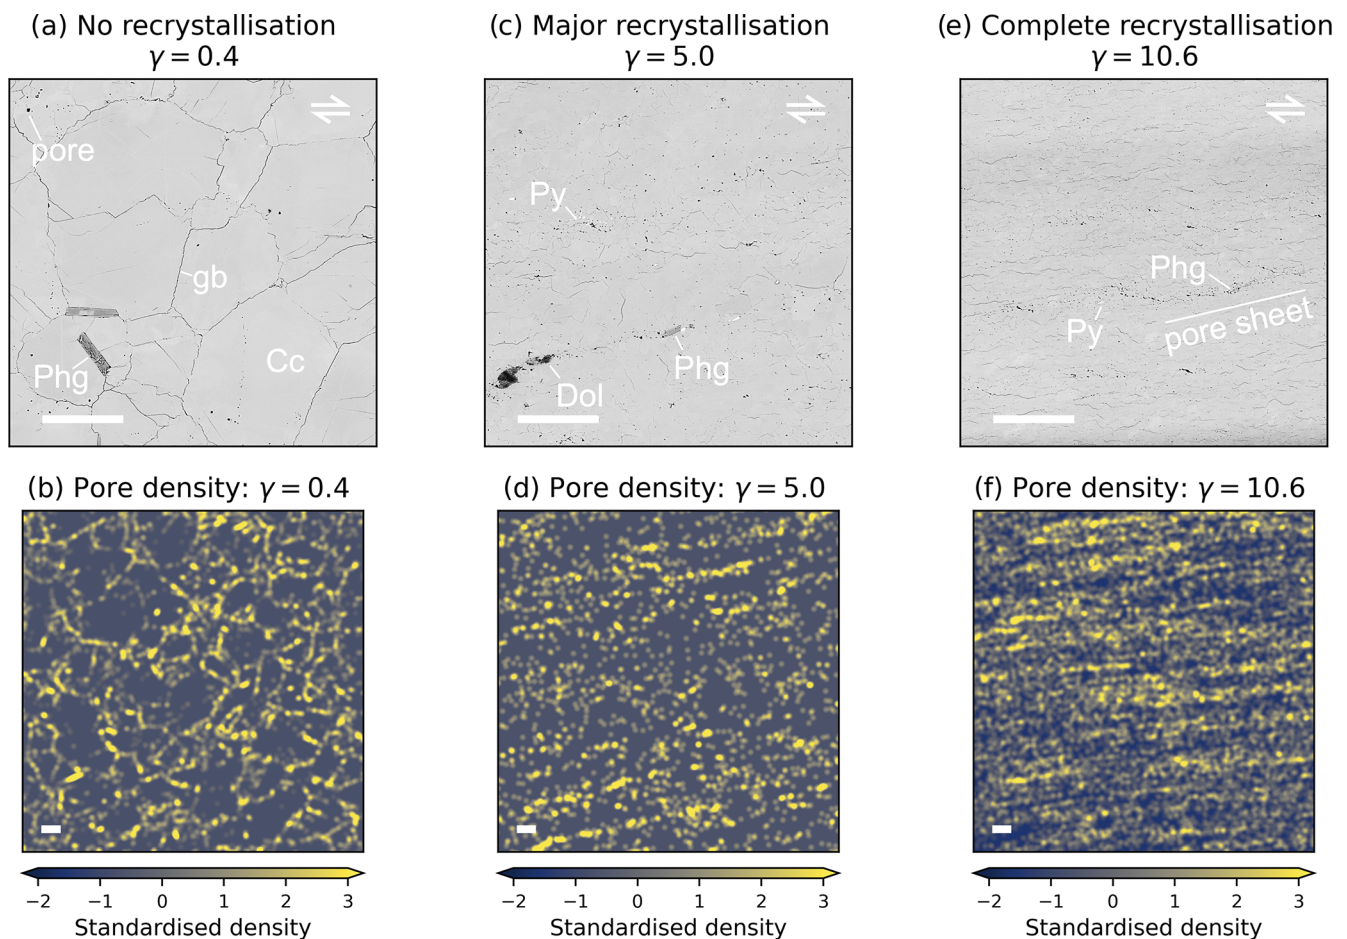 (a) No recrystallisation
γ = 0.4
(c) Major recrystallisation
γ = 5.0
(e) Complete recrystallisation
γ = 10.6
pore
gb
Cc
Phg
Py
Phg
Dol
Phg
Py
pore sheet
(b) Pore density: γ = 0.4
(d) Pore density: γ = 5.0
(f) Pore density: γ = 10.6
−2 −1 0 1 2 3
Standardised density
−2 −1 0 1 2 3
Standardised density
−2 −1 0 1 2 3
Standardised density